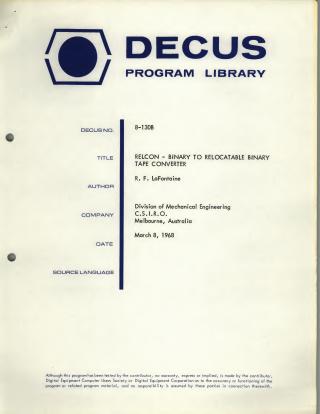 DECUS
PROGRAM LIBRARY
DECUS NO. 8-130B
TITLE RELCON - BINARY TO RELOCATABLE BINARY
TAPE CONVERTER
AUTHOR R. F. LaFontaine
COMPANY Division of Mechanical Engineering
C.S.I.R.O.
Melbourne, Australia
DATE March 8, 1968
SOURCE LANGUAGE
Although this program has been tested by the contributor, no warranty, express or implied, is made by the contributor,
Digital Equipment Computer Users Society or Digital Equipment Corporation as to the accuracy or functioning of the
program or related program material, and no responsibility is assumed by these parties in connection therewith.